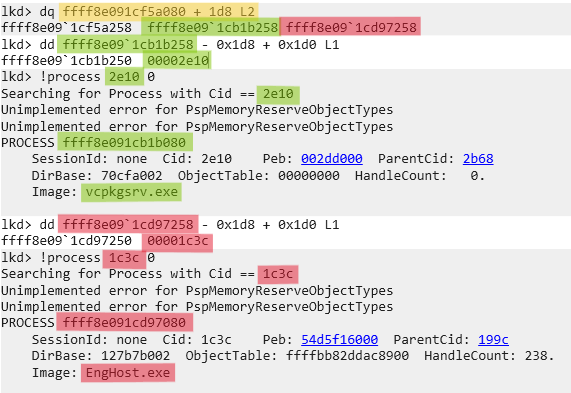 lkd> dq ffff8e091cf5a080 + 1d8 L2
ffff8e09`1cf5a258 ffff8e09`1cb1b258 ffff8e09`1cd97258
lkd> dd ffff8e09`1cb1b258 - 0x1d8 + 0x1d0 L1
ffff8e09`1cb1b250 00002e10
lkd> !process 2e10 0
Searching for Process with Cid == 2e10
Unimplemented error for PspMemoryReserveObjectTypes
Unimplemented error for PspMemoryReserveObjectTypes
PROCESS ffff8e091cb1b080
SessionId: none Cid: 2e10 Peb: 002dd000 ParentCid: 2b68
DirBase: 70cfa002 ObjectTable: 00000000 HandleCount: 0.
Image: vcpkgsrv.exe
lkd> dd ffff8e09`1cd97258 - 0x1d8 + 0x1d0 L1
ffff8e09`1cd97250 00001c3c
lkd> !process 1c3c 0
Searching for Process with Cid == 1c3c
Unimplemented error for PspMemoryReserveObjectTypes
Unimplemented error for PspMemoryReserveObjectTypes
PROCESS ffff8e091cd97080
SessionId: none Cid: 1c3c Peb: 54d5f16000 ParentCid: 199c
DirBase: 127b7b002 ObjectTable: ffffbb82ddac8900 HandleCount: 238.
Image: EngHost.exe